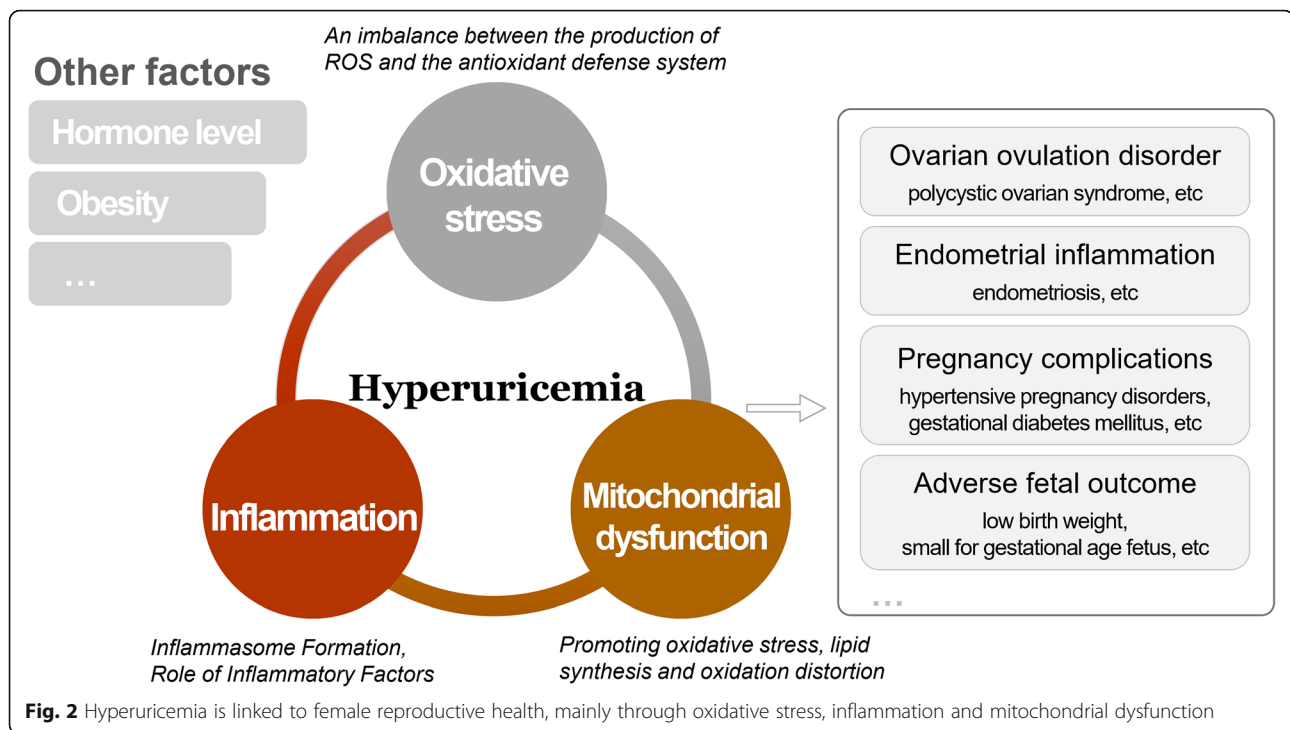 An imbalance between the production of
ROS and the antioxidant defense system
Other factors
Hormone level
Obesity
...
Oxidative
stress
Hyperuricemia
Inflammation
Mitochondrial
dysfunction
Inflammasome Formation,
Role of Inflammatory Factors
Promoting oxidative stress, lipid
synthesis and oxidation distortion
Ovarian ovulation disorder
polycystic ovarian syndrome, etc
Endometrial inflammation
endometriosis, etc
Pregnancy complications
hypertensive pregnancy disorders,
gestational diabetes mellitus, etc
Adverse fetal outcome
low birth weight,
small for gestational age fetus, etc
...
Fig. 2 Hyperuricemia is linked to female reproductive health, mainly through oxidative stress, inflammation and mitochondrial dysfunction